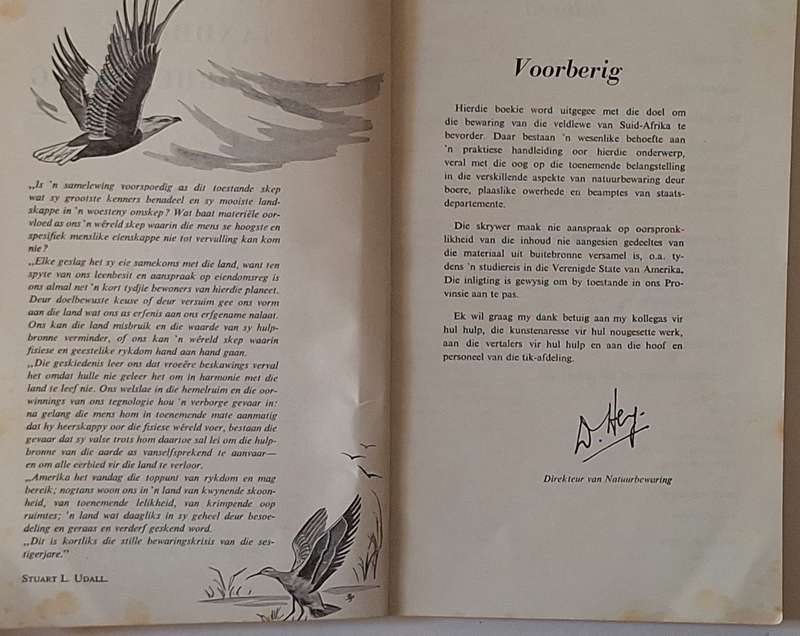 „Is 'n samelewing voorspoedig as dit toestande skep
wat sy grootste kenners benadeel en sy mooiste land-
skappe in 'n woesteny omskep? Wat baat materiële oor-
vloed as ons 'n wêreld skep waarin die mense se hoogste en
spesifiek menslike eienskappe nie tot vervulling kan kom
nie?
„Elke geslag het sy eie samekoms met die land, want ten
spyte van ons leenbesit en aanspraak op eiendomsreg is
ons almal net 'n kort tydjie bewoners van hierdie planeet.
Deur doelbewuste keuse of deur versuim gee ons vorm
aan die land wat ons as erfenis aan ons erfgename nalaat.
Ons kan die land misbruik en die waarde van sy hulp-
bronne verminder, of ons kan 'n wêreld skep waarin
fisiese en geestelike rykdom hand aan hand gaan.
„Die geskiedenis leer ons dat vroeëre beskawings verval
het omdat hulle nie geleer het om in harmonie met die
land te leef nie. Ons welslae in die hemelruim en die oor-
winnings van ons tegnologie hou 'n verborge gevaar in:
na gelang die mens hom in toenemende mate aanmatig
dat hy heerskappy oor die fisiese wêreld voer, bestaan die
gevaar dat sy valse trots hom daartoe sal lei om die hulp-
bronne van die aarde as vanselfsprekend te aanvaar—
en om alle eerbied vir die land te verloor.
„Amerika het vandag die toppunt van rykdom en mag
bereik; nogtans woon ons in 'n land van kwynende skoon-
heid, van toenemende lelikheid, van krimpende oop
ruimtes; 'n land wat daagliks in sy geheel deur besoe-
deling en geraas en verderf geskend word.
„Dit is kortliks die stille bewaringskrisis van die ses-
tigerjare."
STUART L. UDALL.
Voorberig
Hierdie boekie word uitgegee met die doel om
die bewaring van die veldlewe van Suid-Afrika te
bevorder. Daar bestaan 'n wesenlike behoefte aan
'n praktiese handleiding oor hierdie onderwerp,
veral met die oog op die toenemende belangstelling
in die verskillende aspekte van natuurbewaring deur
boere, plaaslike owerhede en beamptes van staats-
departemente.
Die skrywer maak nie aanspraak op oorspronk-
likheid van die inhoud nie aangesien gedeeltes van
die materiaal uit buitebronne versamel is, o.a. ty-
dens 'n studiereis in die Verenigde State van Amerika.
Die inligting is gewysig om by toestande in ons Pro-
vinsie aan te pas.
Ek wil graag my dank betuig aan my kollegas vir
hul hulp, die kunstenaresse vir hul nougesette werk,
aan die vertalers vir hul hulp en aan die hoof en
personeel van die tik-afdeling.
D. Hey.
Direkteur van Natuurbewaring